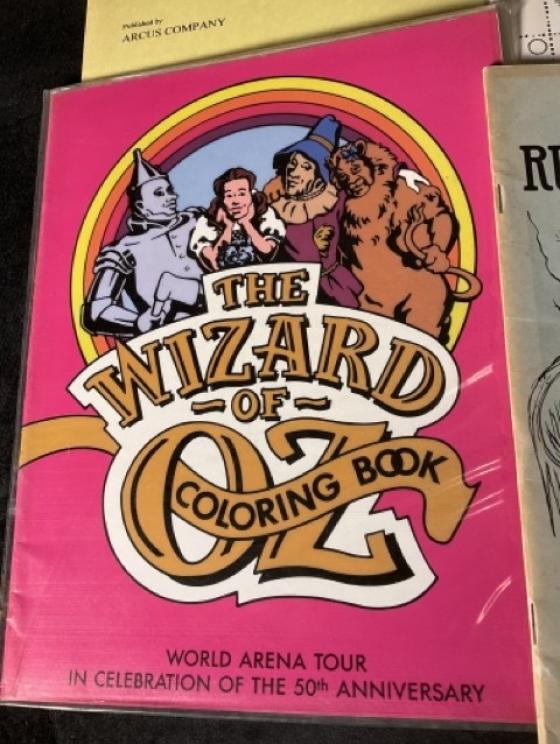 Published by
ARCUS COMPANY
THE
WIZARD
-OF-
OZ
COLORING BOOK
WORLD ARENA TOUR
IN CELEBRATION OF THE 50th ANNIVERSARY